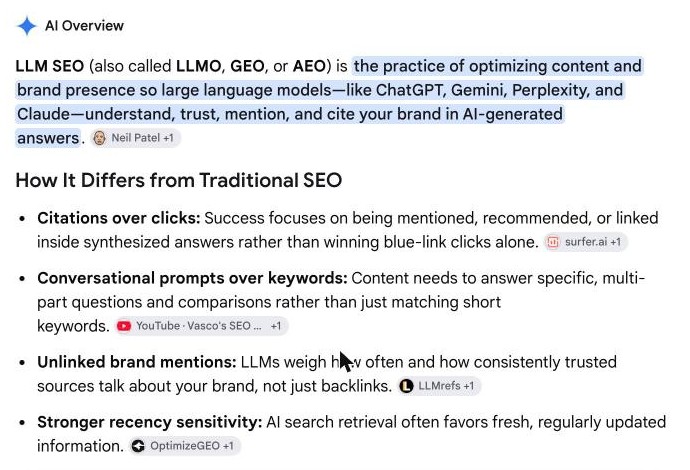 AI Overview
LLM SEO (also called LLMO, GEO, or AEO) is the practice of optimizing content and
brand presence so large language models—like ChatGPT, Gemini, Perplexity, and
Claude—understand, trust, mention, and cite your brand in AI-generated
answers. Neil Patel +1
How It Differs from Traditional SEO
• Citations over clicks: Success focuses on being mentioned, recommended, or linked
inside synthesized answers rather than winning blue-link clicks alone. surfer.ai +1
• Conversational prompts over keywords: Content needs to answer specific, multi-
part questions and comparisons rather than just matching short
keywords. YouTube · Vasco's SEO ... +1
• Unlinked brand mentions: LLMs weigh how often and how consistently trusted
sources talk about your brand, not just backlinks. LLMrefs +1
• Stronger recency sensitivity: AI search retrieval often favors fresh, regularly updated
information. OptimizeGEO +1